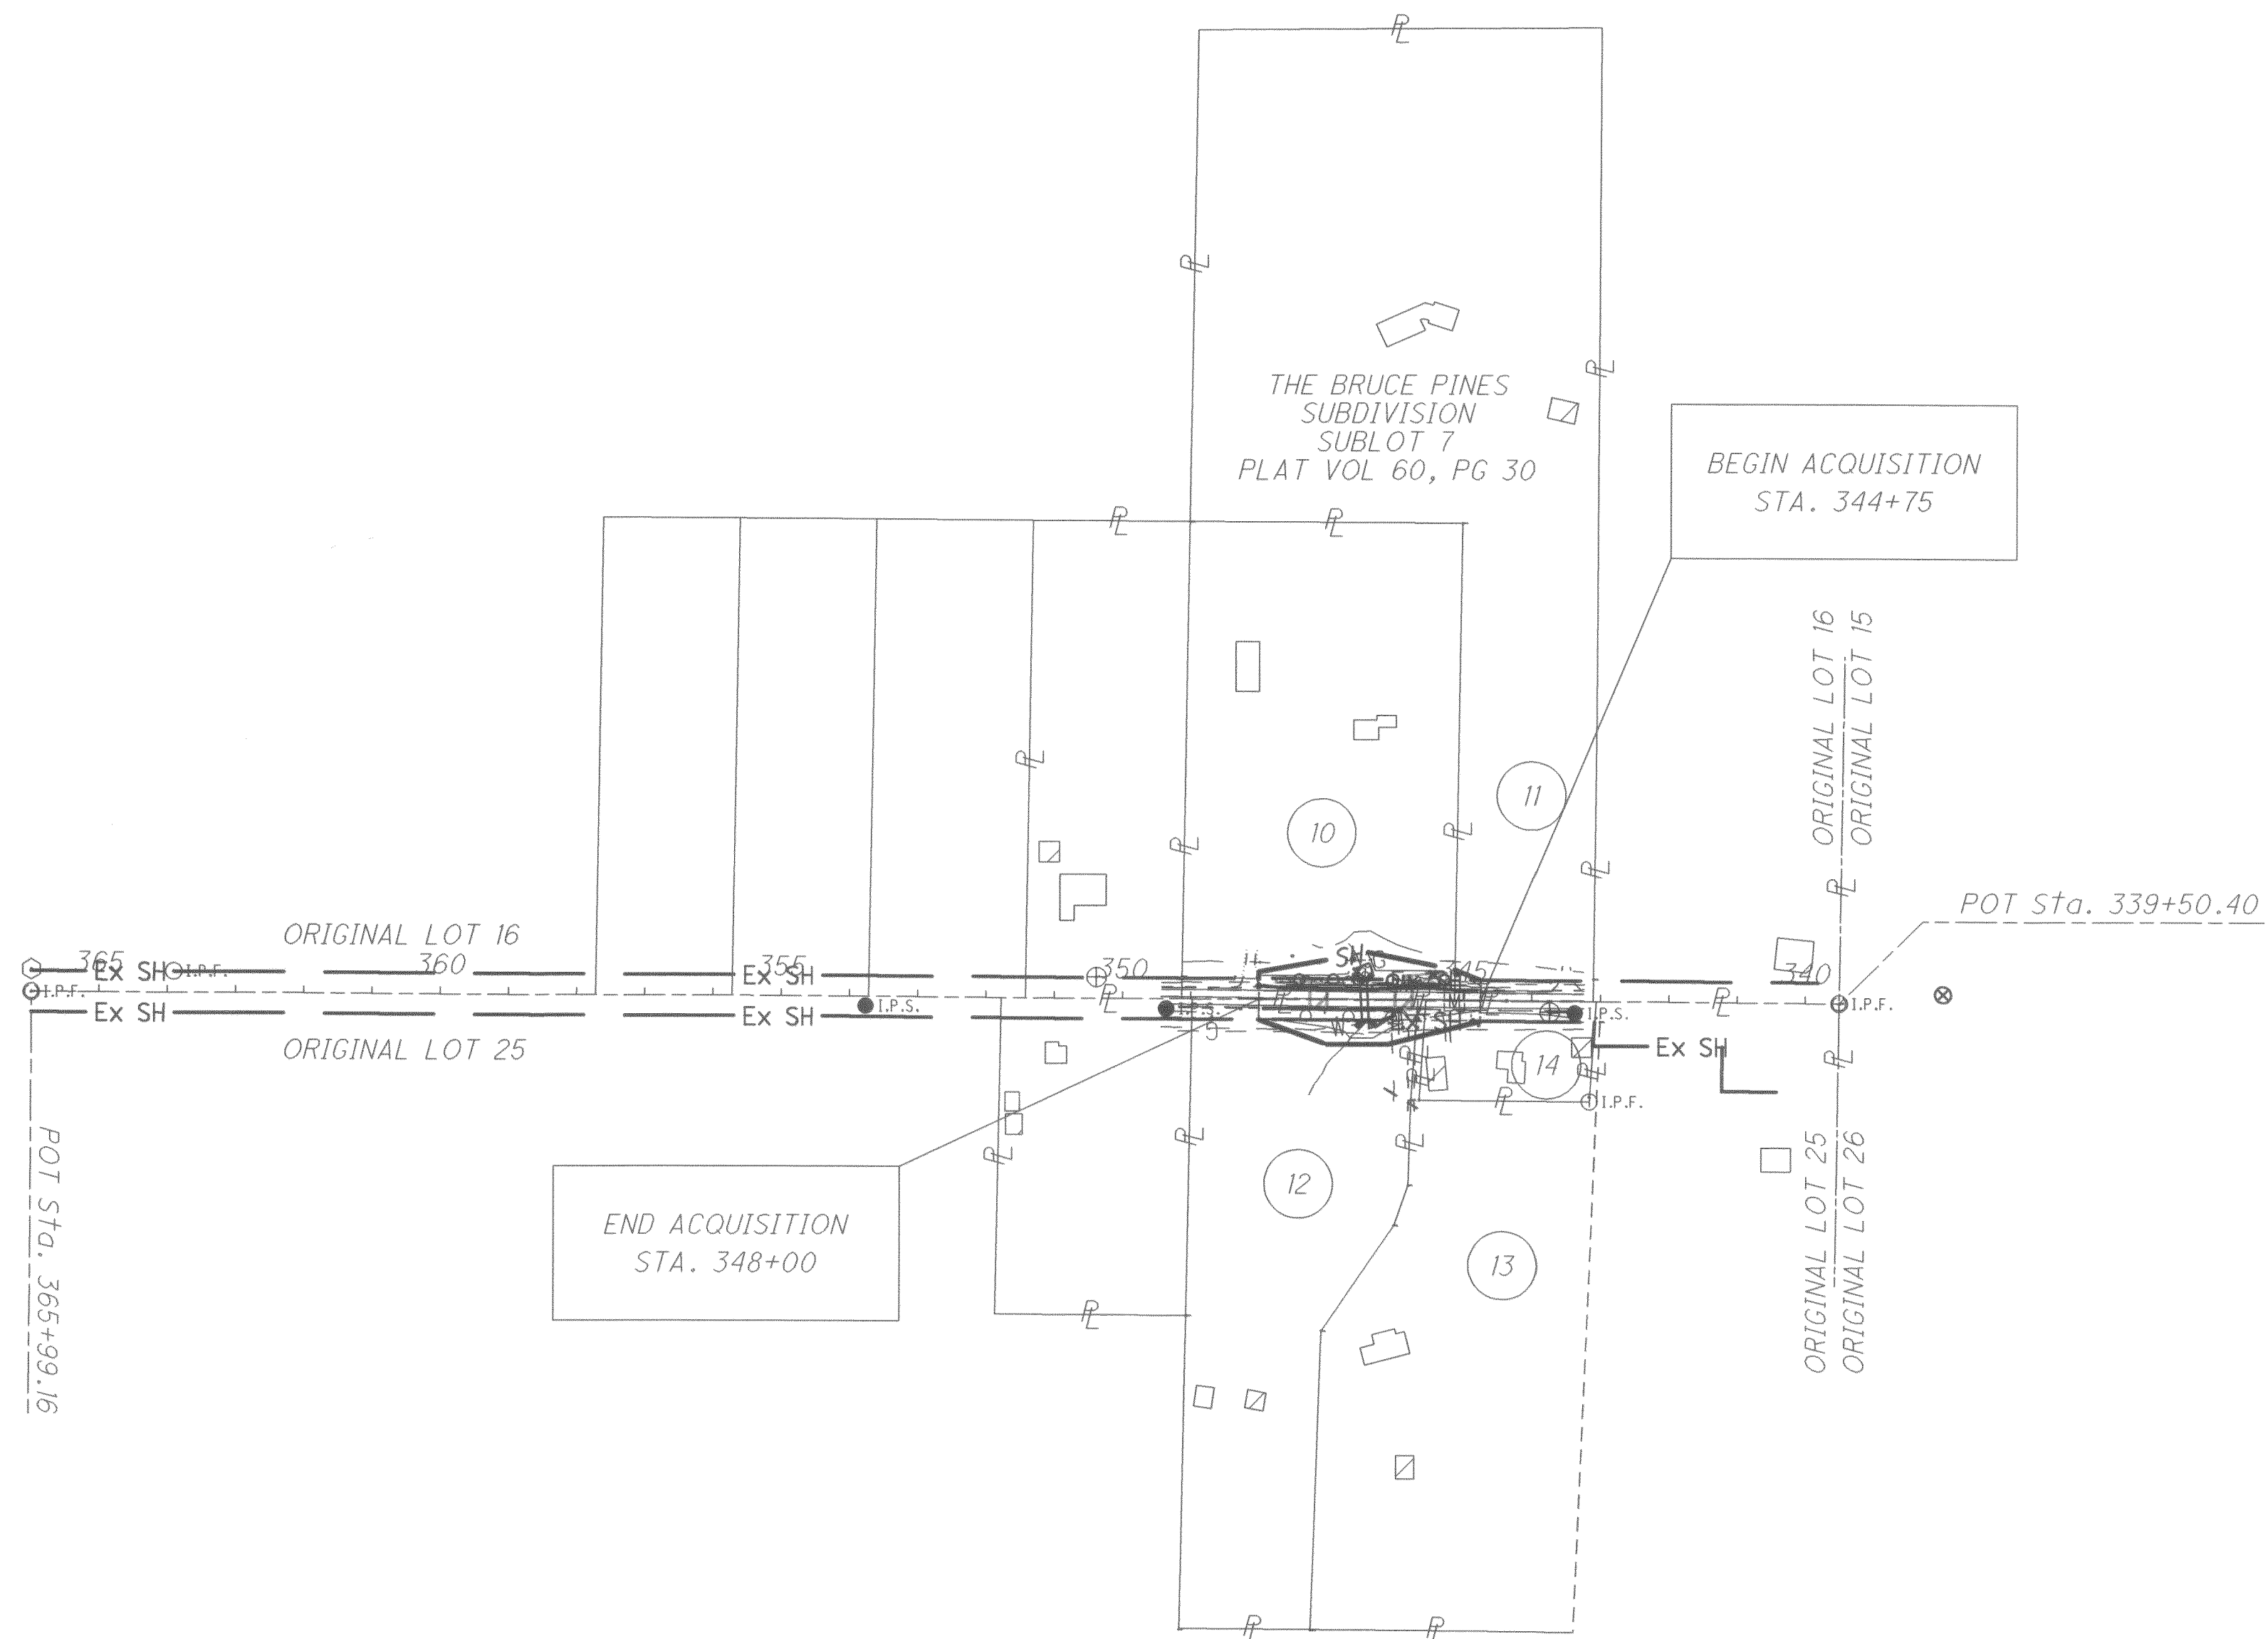 THE BRUCE PINES
SUBDIVISION
SUBLOT 7
PLAT VOL 60, PG 30
BEGIN ACQUISITION
STA. 344+75
ORIGINAL LOT 16
ORIGINAL LOT 15
11
10
POT Sta. 339+50.40
ORIGINAL LOT 16
365
360
355
350
345
340
Ex SH
I.P.F.
Ex SH
SH
I.P.F.
I.P.F.
Ex SH
Ex SH
I.P.S.
I.P.S.
I.P.S.
Ex SH
ORIGINAL LOT 25
14
I.P.F.
POT Sta. 365+99.16
12
END ACQUISITION
STA. 348+00
13
ORIGINAL LOT 25
ORIGINAL LOT 26